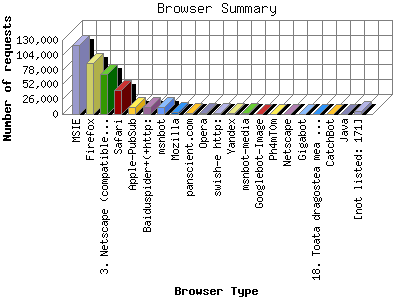 Browser Summary
Number of requests
130,000
104,000
78,000
52,000
26,000
0
MSIE
Firefox
3. Netscape (compatible...
Safari
Apple-PubSub
Baiduspider+(+http:
msnbot
Mozilla
panscient.com
Opera
swish-e http:
Yandex
msnbot-media
Googlebot-Image
Ph4mT0m
Netscape
Gigabot
18. Toata dragostea mea ...
CatchBot
Java
[not listed: 171]
Browser Type